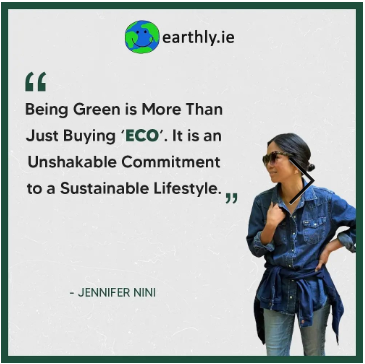 earthly.ie
“
Being Green is More Than
Just Buying ‘ECO’. It is an
Unshakable Commitment
to a Sustainable Lifestyle.”
- JENNIFER NINI